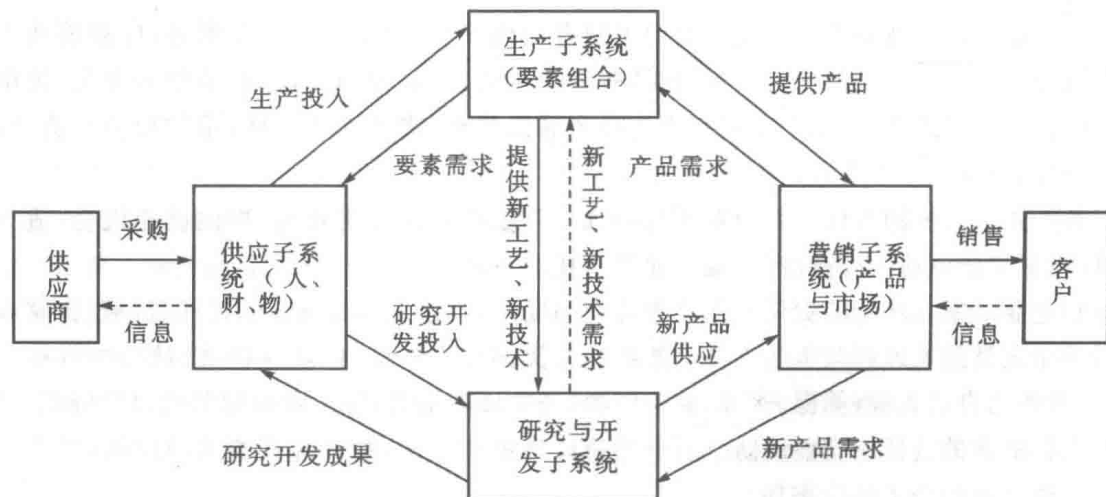 生产子系统
（要素组合）
生产投入
提供产品
要素需求
提供新工艺、新技术
新工艺、新技术需求
产品需求
供应商
采购
信息
供应子系
统（人、
财、物）
营销子系
统（产品
与市场）
销售
信息
客户
研究开
发投入
新产品
供应
研究开发成果
研究与开
发子系统
新产品需求